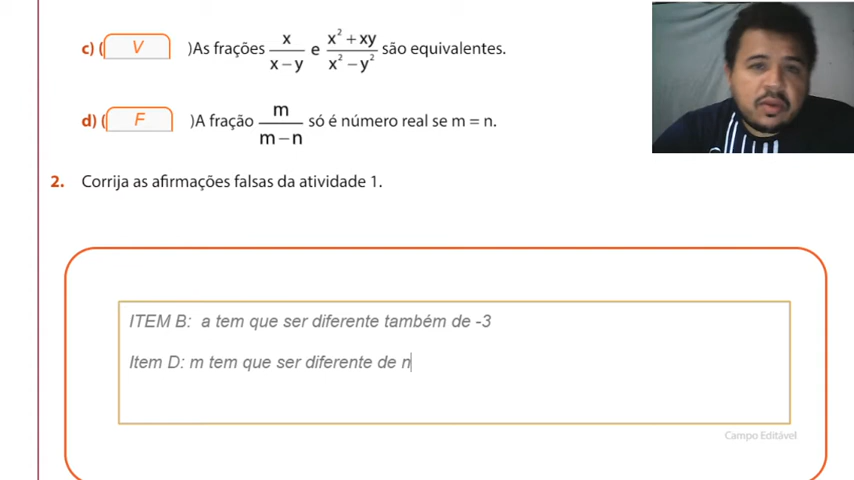 c) ( V )As frações x/(x – y) e (x² + xy)/(x² – y²) são equivalentes.
d) ( F )A fração m/(m – n) só é número real se m = n.
2. Corrija as afirmações falsas da atividade 1.
ITEM B: a tem que ser diferente também de -3
Item D: m tem que ser diferente de n
Campo Editável